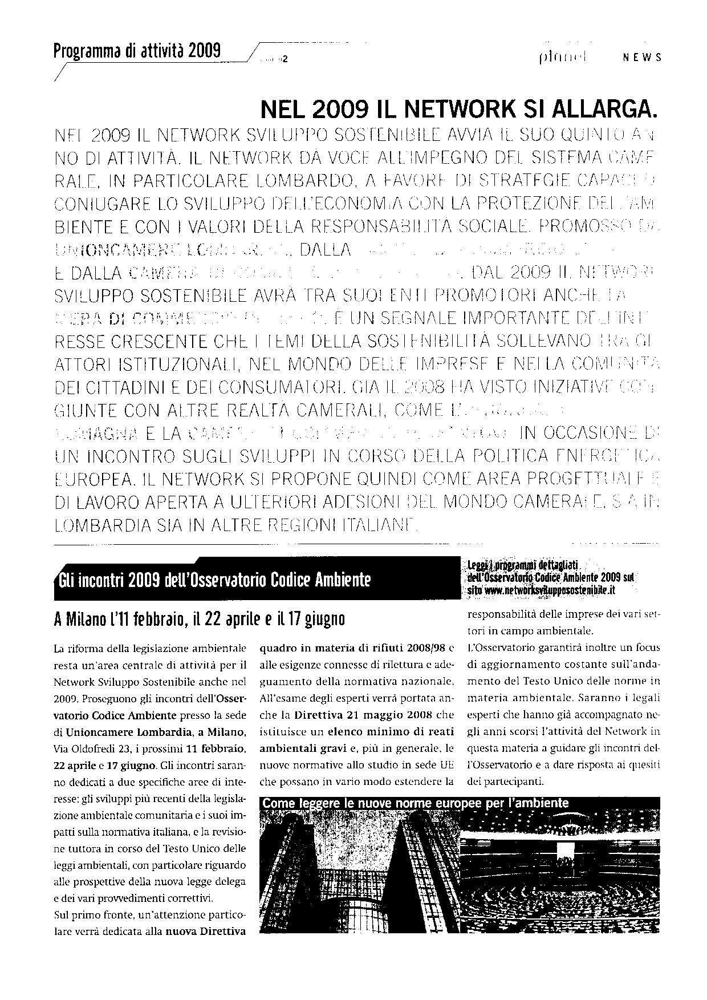 Programma di attività 2009
2
planet NEWS
NEL 2009 IL NETWORK SI ALLARGA.
NEL 2009 IL NETWORK SVILUPPO SOSTENIBILE AVVIA IL SUO QUINTO AN
NO DI ATTIVITÀ. IL NETWORK DÀ VOCE ALL'IMPEGNO DEL SISTEMA CAME
RALE, IN PARTICOLARE LOMBARDO, A FAVORE DI STRATEGIE CAPACI DI
CONIUGARE LO SVILUPPO DELL'ECONOMIA CON LA PROTEZIONE DELL'AM
BIENTE E CON I VALORI DELLA RESPONSABILITÀ SOCIALE. PROMOSSO DA
UNIONCAMERE DALLA
E DALLA CAMERA DAL 2009 IL NETWORK
SVILUPPO SOSTENIBILE AVRÀ TRA SUOI ENTI PROMOTORI ANCHE LA
DI È UN SEGNALE IMPORTANTE DELL'INTE
RESSE CRESCENTE CHE I TEMI DELLA SOSTENIBILITÀ SOLLEVANO TRA GLI
ATTORI ISTITUZIONALI, NEL MONDO DELLE IMPRESE E NELLA COMUNITÀ
DEI CITTADINI E DEI CONSUMATORI. GIA IL 2008 HA VISTO INIZIATIVE CON
GIUNTE CON ALTRE REALTÀ CAMERALI, COME
E LA IN OCCASIONE DI
UN INCONTRO SUGLI SVILUPPI IN CORSO DELLA POLITICA ENERGETICA
EUROPEA. IL NETWORK SI PROPONE QUINDI COME AREA PROGETTUALE E
DI LAVORO APERTA A ULTERIORI ADESIONI DEL MONDO CAMERALE, SIA IN
LOMBARDIA SIA IN ALTRE REGIONI ITALIANE.
Gli incontri 2009 dell'Osservatorio Codice Ambiente
Leggi i programmi dettagliati
dell'Osservatorio Codice Ambiente 2009 sul
sito www.networksvilupposostenibile.it
A Milano l'11 febbraio, il 22 aprile e il 17 giugno
La riforma della legislazione ambientale
resta un'area centrale di attività per il
Network Sviluppo Sostenibile anche nel
2009. Proseguono gli incontri dell'Osser-
vatorio Codice Ambiente presso la sede
di Unioncamere Lombardia, a Milano,
Via Oldofredi 23, i prossimi 11 febbraio,
22 aprile e 17 giugno. Gli incontri saran-
no dedicati a due specifiche aree di inte-
resse: gli sviluppi più recenti della legisla-
zione ambientale comunitaria e i suoi im-
patti sulla normativa italiana, e la revisio-
ne tuttora in corso del Testo Unico delle
leggi ambientali, con particolare riguardo
alle prospettive della nuova legge delega
e dei vari provvedimenti correttivi.
Sul primo fronte, un'attenzione partico-
lare verrà dedicata alla nuova Direttiva
quadro in materia di rifiuti 2008/98 e
alle esigenze connesse di rilettura e ade-
guamento della normativa nazionale.
All'esame degli esperti verrà portata an-
che la Direttiva 21 maggio 2008 che
istituisce un elenco minimo di reati
ambientali gravi e, più in generale, le
nuove normative allo studio in sede UE
che possano in vario modo estendere la
responsabilità delle imprese dei vari set-
tori in campo ambientale.
L'Osservatorio garantirà inoltre un focus
di aggiornamento costante sull'anda-
mento del Testo Unico delle norme in
materia ambientale. Saranno i legali
esperti che hanno già accompagnato ne-
gli anni scorsi l'attività del Network in
questa materia a guidare gli incontri del-
l'Osservatorio e a dare risposta ai quesiti
dei partecipanti.
Come leggere le nuove norme europee per l'ambiente